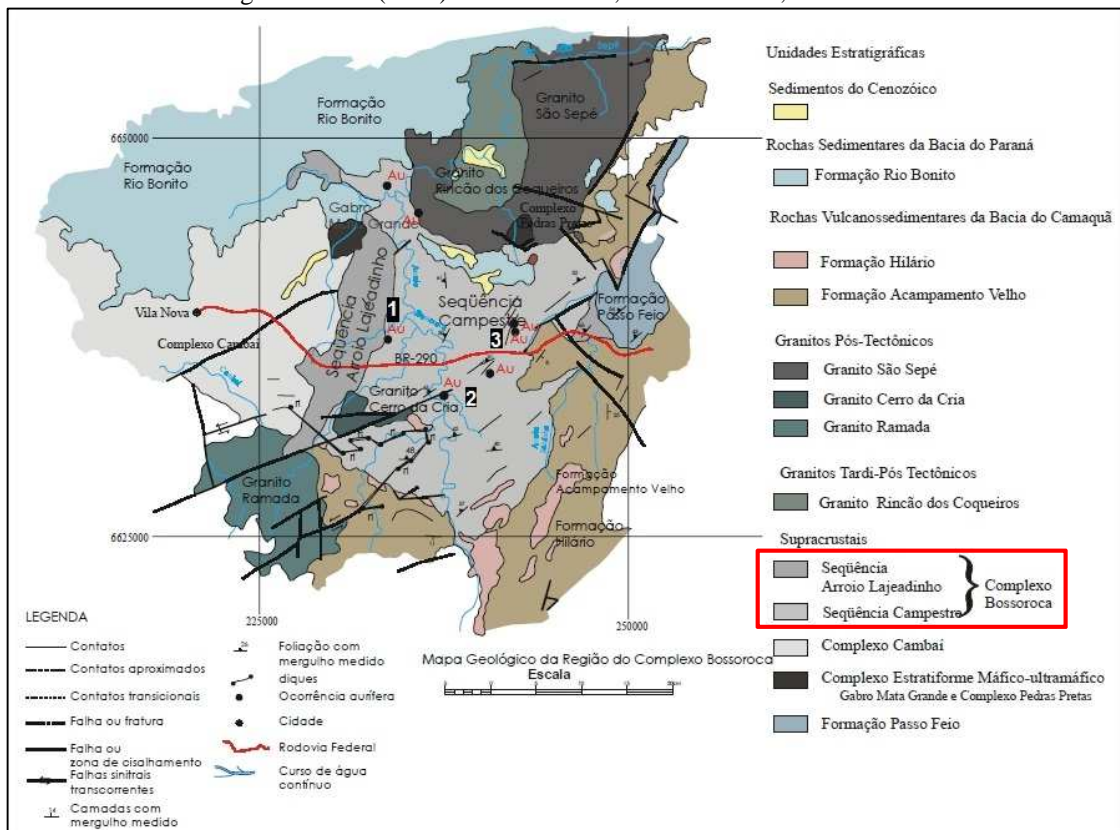 Formação
Rio Bonito
Granito
São Sepé
6650000
Formação
Rio Bonito
Au
Granito
Rincão dos Coqueiros
Gabro
Mata Grande
Au
Complexo
Pedras Pretas
Seqüência
Arroio Lajeadinho
1
Seqüência
Campestre
Formação
Passo Feio
Vila Nova
3
Au
Au
Complexo Cambaí
BR-290
Au
Granito
Cerro da Cria
Au
2
Granito
Ramada
Formação
Acampamento Velho
Formação
Hilário
6625000
225000
250000
Unidades Estratigráficas
Sedimentos do Cenozóico
Rochas Sedimentares da Bacia do Paraná
Formação Rio Bonito
Rochas Vulcanossedimentares da Bacia do Camaquã
Formação Hilário
Formação Acampamento Velho
Granitos Pós-Tectônicos
Granito São Sepé
Granito Cerro da Cria
Granito Ramada
Granitos Tardi-Pós Tectônicos
Granito Rincão dos Coqueiros
Supracrustais
Seqüência
Arroio Lajeadinho
Seqüência Campestre
Complexo
Bossoroca
Complexo Cambaí
Complexo Estratiforme Máfico-ultramáfico
Gabro Mata Grande e Complexo Pedras Pretas
Formação Passo Feio
LEGENDA
Contatos
Contatos aproximados
Contatos transicionais
Falha ou fratura
Falha ou
zona de cisalhamento
Falhas sinitrais
transcorrentes
Camadas com
mergulho medido
Foliação com
mergulho medido
diques
Ocorrência aurífera
Cidade
Rodovia Federal
Curso de água
contínuo
Mapa Geológico da Região do Complexo Bossoroca
Escala